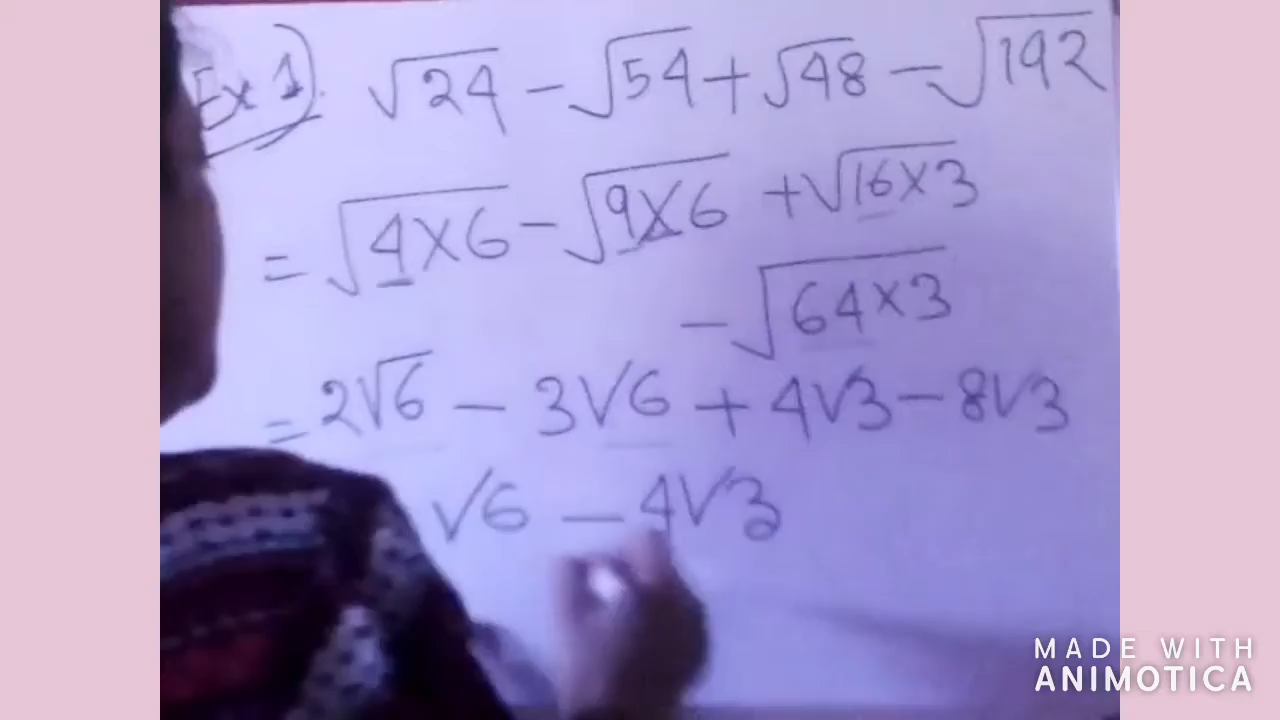 Ex 1). √24 - √54 + √48 - √192
= √4×6 - √9×6 + √16×3
- √64×3
= 2√6 - 3√6 + 4√3 - 8√3
√6 - 4√3
MADE WITH
ANIMOTICA